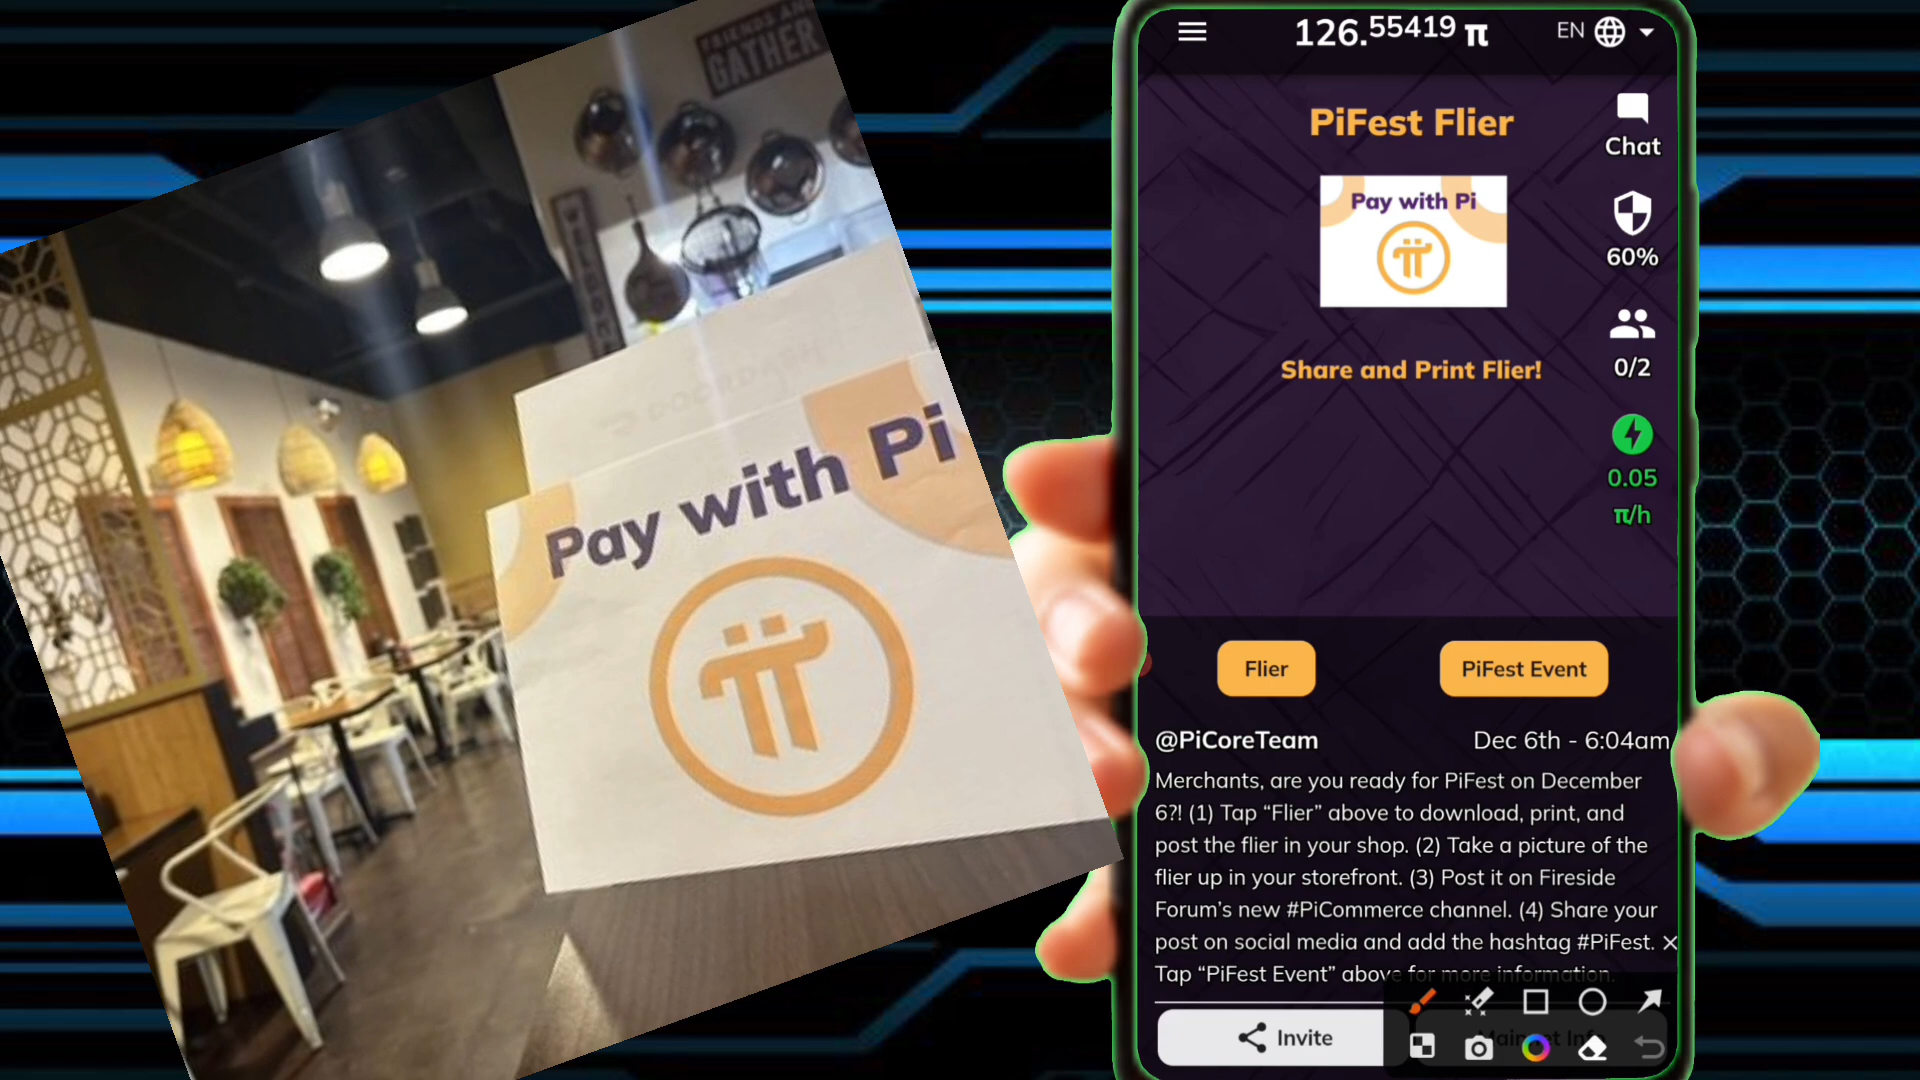 FRIENDS AND
GATHER
WELCOME
Pay with Pi
126.55419 π
EN
PiFest Flier
Chat
Pay with Pi
60%
0/2
Share and Print Flier!
0.05
π/h
Flier
PiFest Event
@PiCoreTeam
Dec 6th - 6:04am
Merchants, are you ready for PiFest on December
6?! (1) Tap “Flier” above to download, print, and
post the flier in your shop. (2) Take a picture of the
flier up in your storefront. (3) Post it on Fireside
Forum’s new #PiCommerce channel. (4) Share your
post on social media and add the hashtag #PiFest.
Tap “PiFest Event” above for more information.
Invite
Mainnet Info